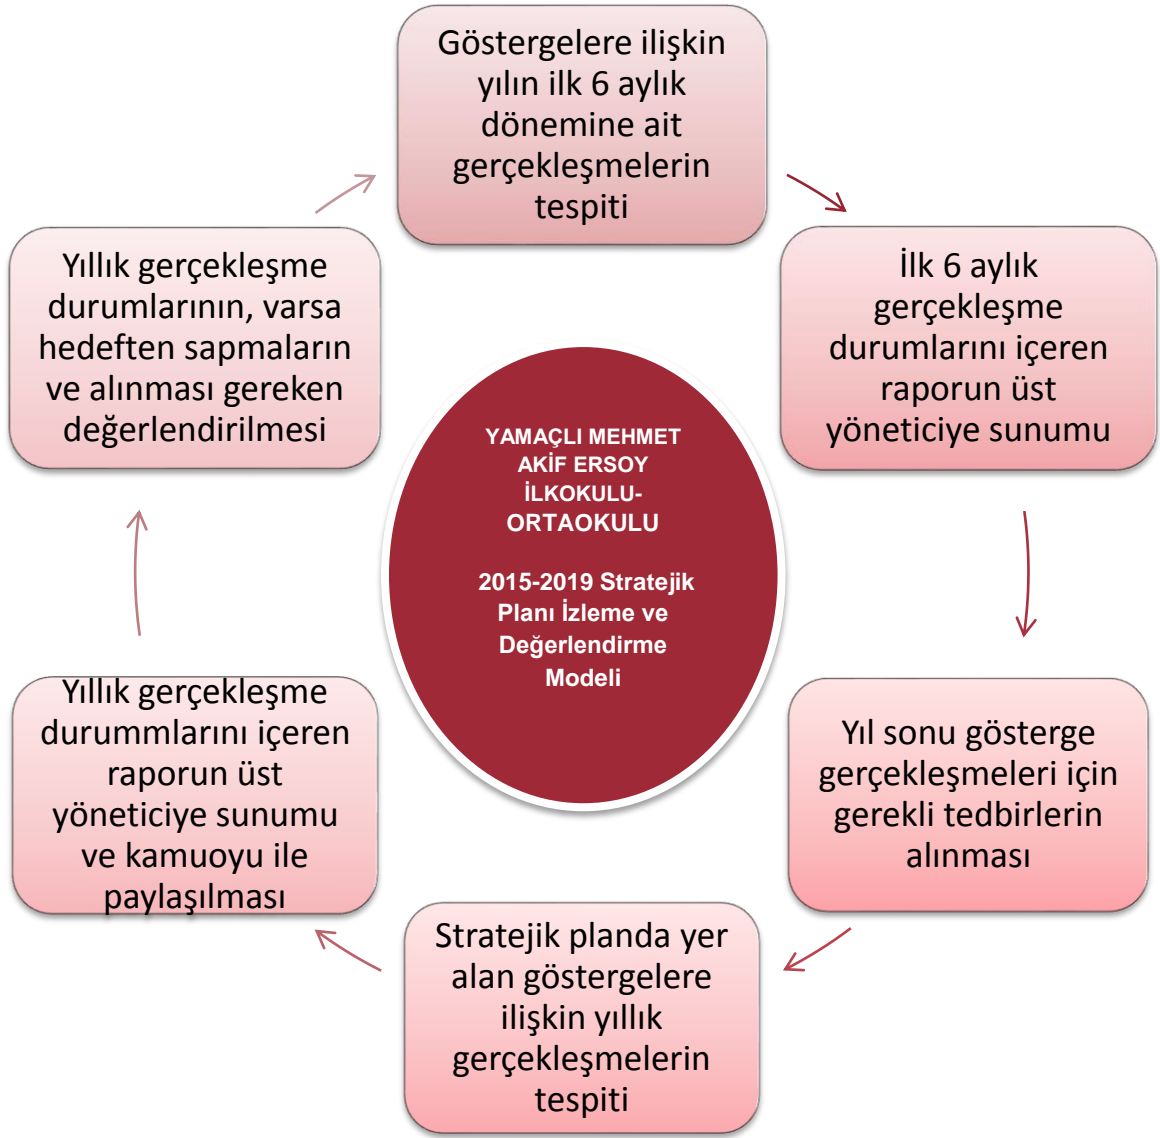 Göstergelere ilişkin
yılın ilk 6 aylık
dönemine ait
gerçekleşmelerin
tespiti
İlk 6 aylık
gerçekleşme
durumlarını içeren
raporun üst
yöneticiye sunumu
Yıl sonu gösterge
gerçekleşmeleri için
gerekli tedbirlerin
alınması
Stratejik planda yer
alan göstergelere
ilişkin yıllık
gerçekleşmelerin
tespiti
Yıllık gerçekleşme
durummlarını içeren
raporun üst
yöneticiye sunumu
ve kamuoyu ile
paylaşılması
Yıllık gerçekleşme
durumlarının, varsa
hedeften sapmaların
ve alınması gereken
değerlendirilmesi
YAMAÇLI MEHMET
AKİF ERSOY
İLKOKULU-
ORTAOKULU
2015-2019 Stratejik
Planı İzleme ve
Değerlendirme
Modeli